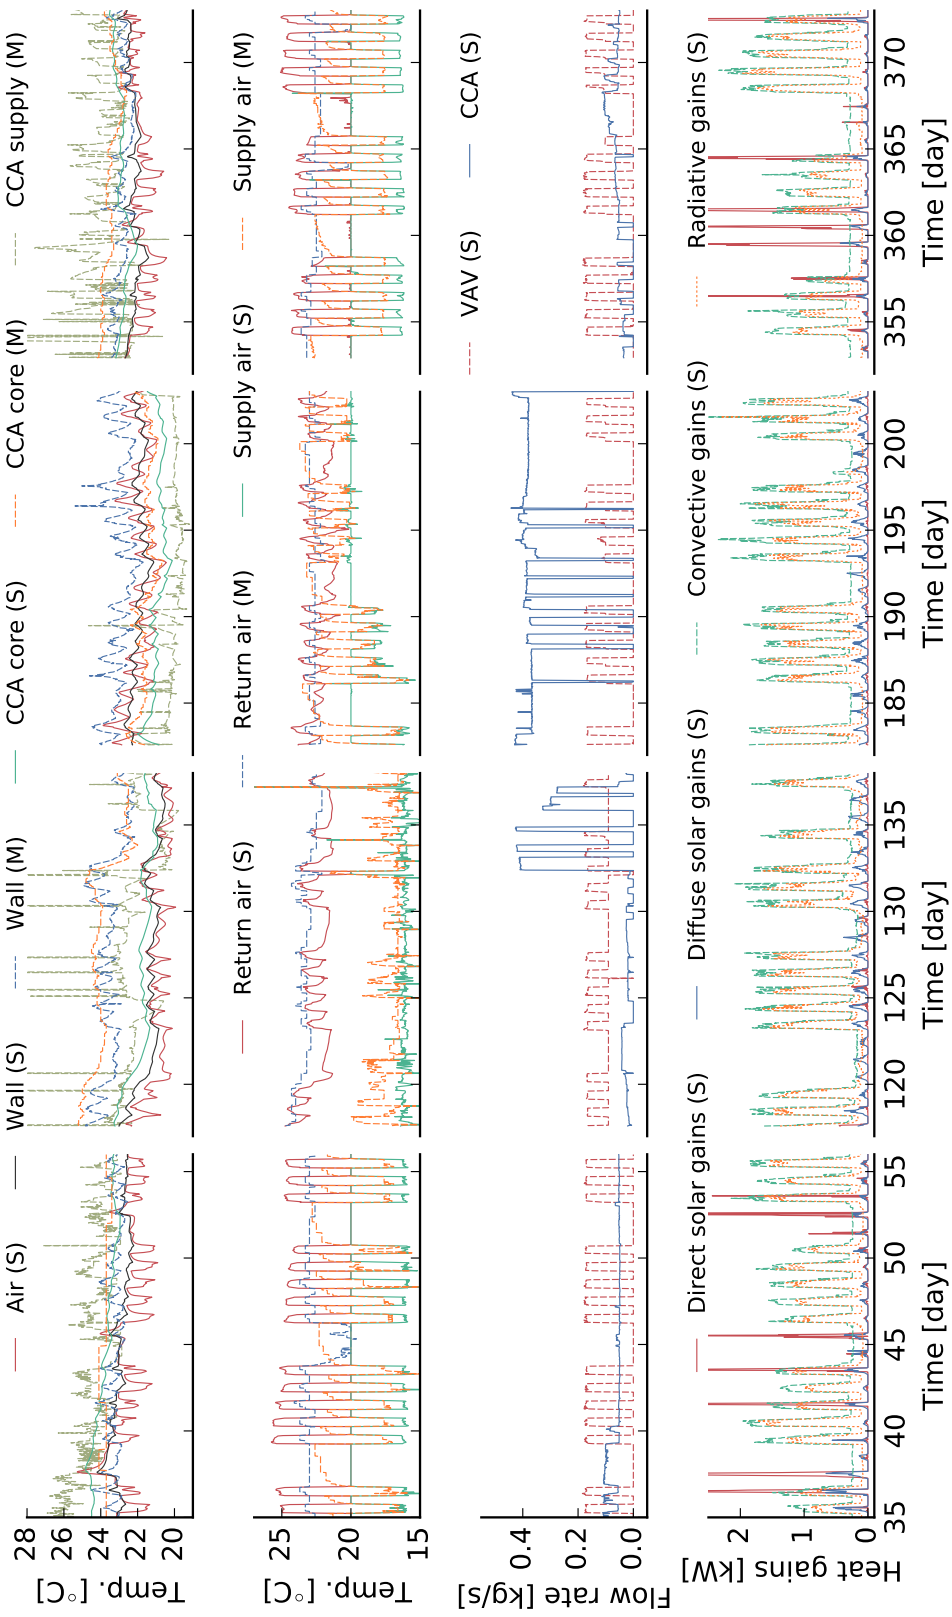 Air (S) Wall (S) Wall (M) CCA core (S) CCA core (M) CCA supply (M)
Temp. [°C]
28
26
24
22
20
Return air (S) Return air (M) Supply air (S) Supply air (M)
Temp. [°C]
25
20
15
VAV (S) CCA (S)
Flow rate [kg/s]
0.4
0.2
0.0
Direct solar gains (S) Diffuse solar gains (S) Convective gains (S) Radiative gains (S)
Heat gains [kW]
2
1
0
35 40 45 50 55 120 125 130 135 185 190 195 200 355 360 365 370
Time [day] Time [day] Time [day] Time [day]